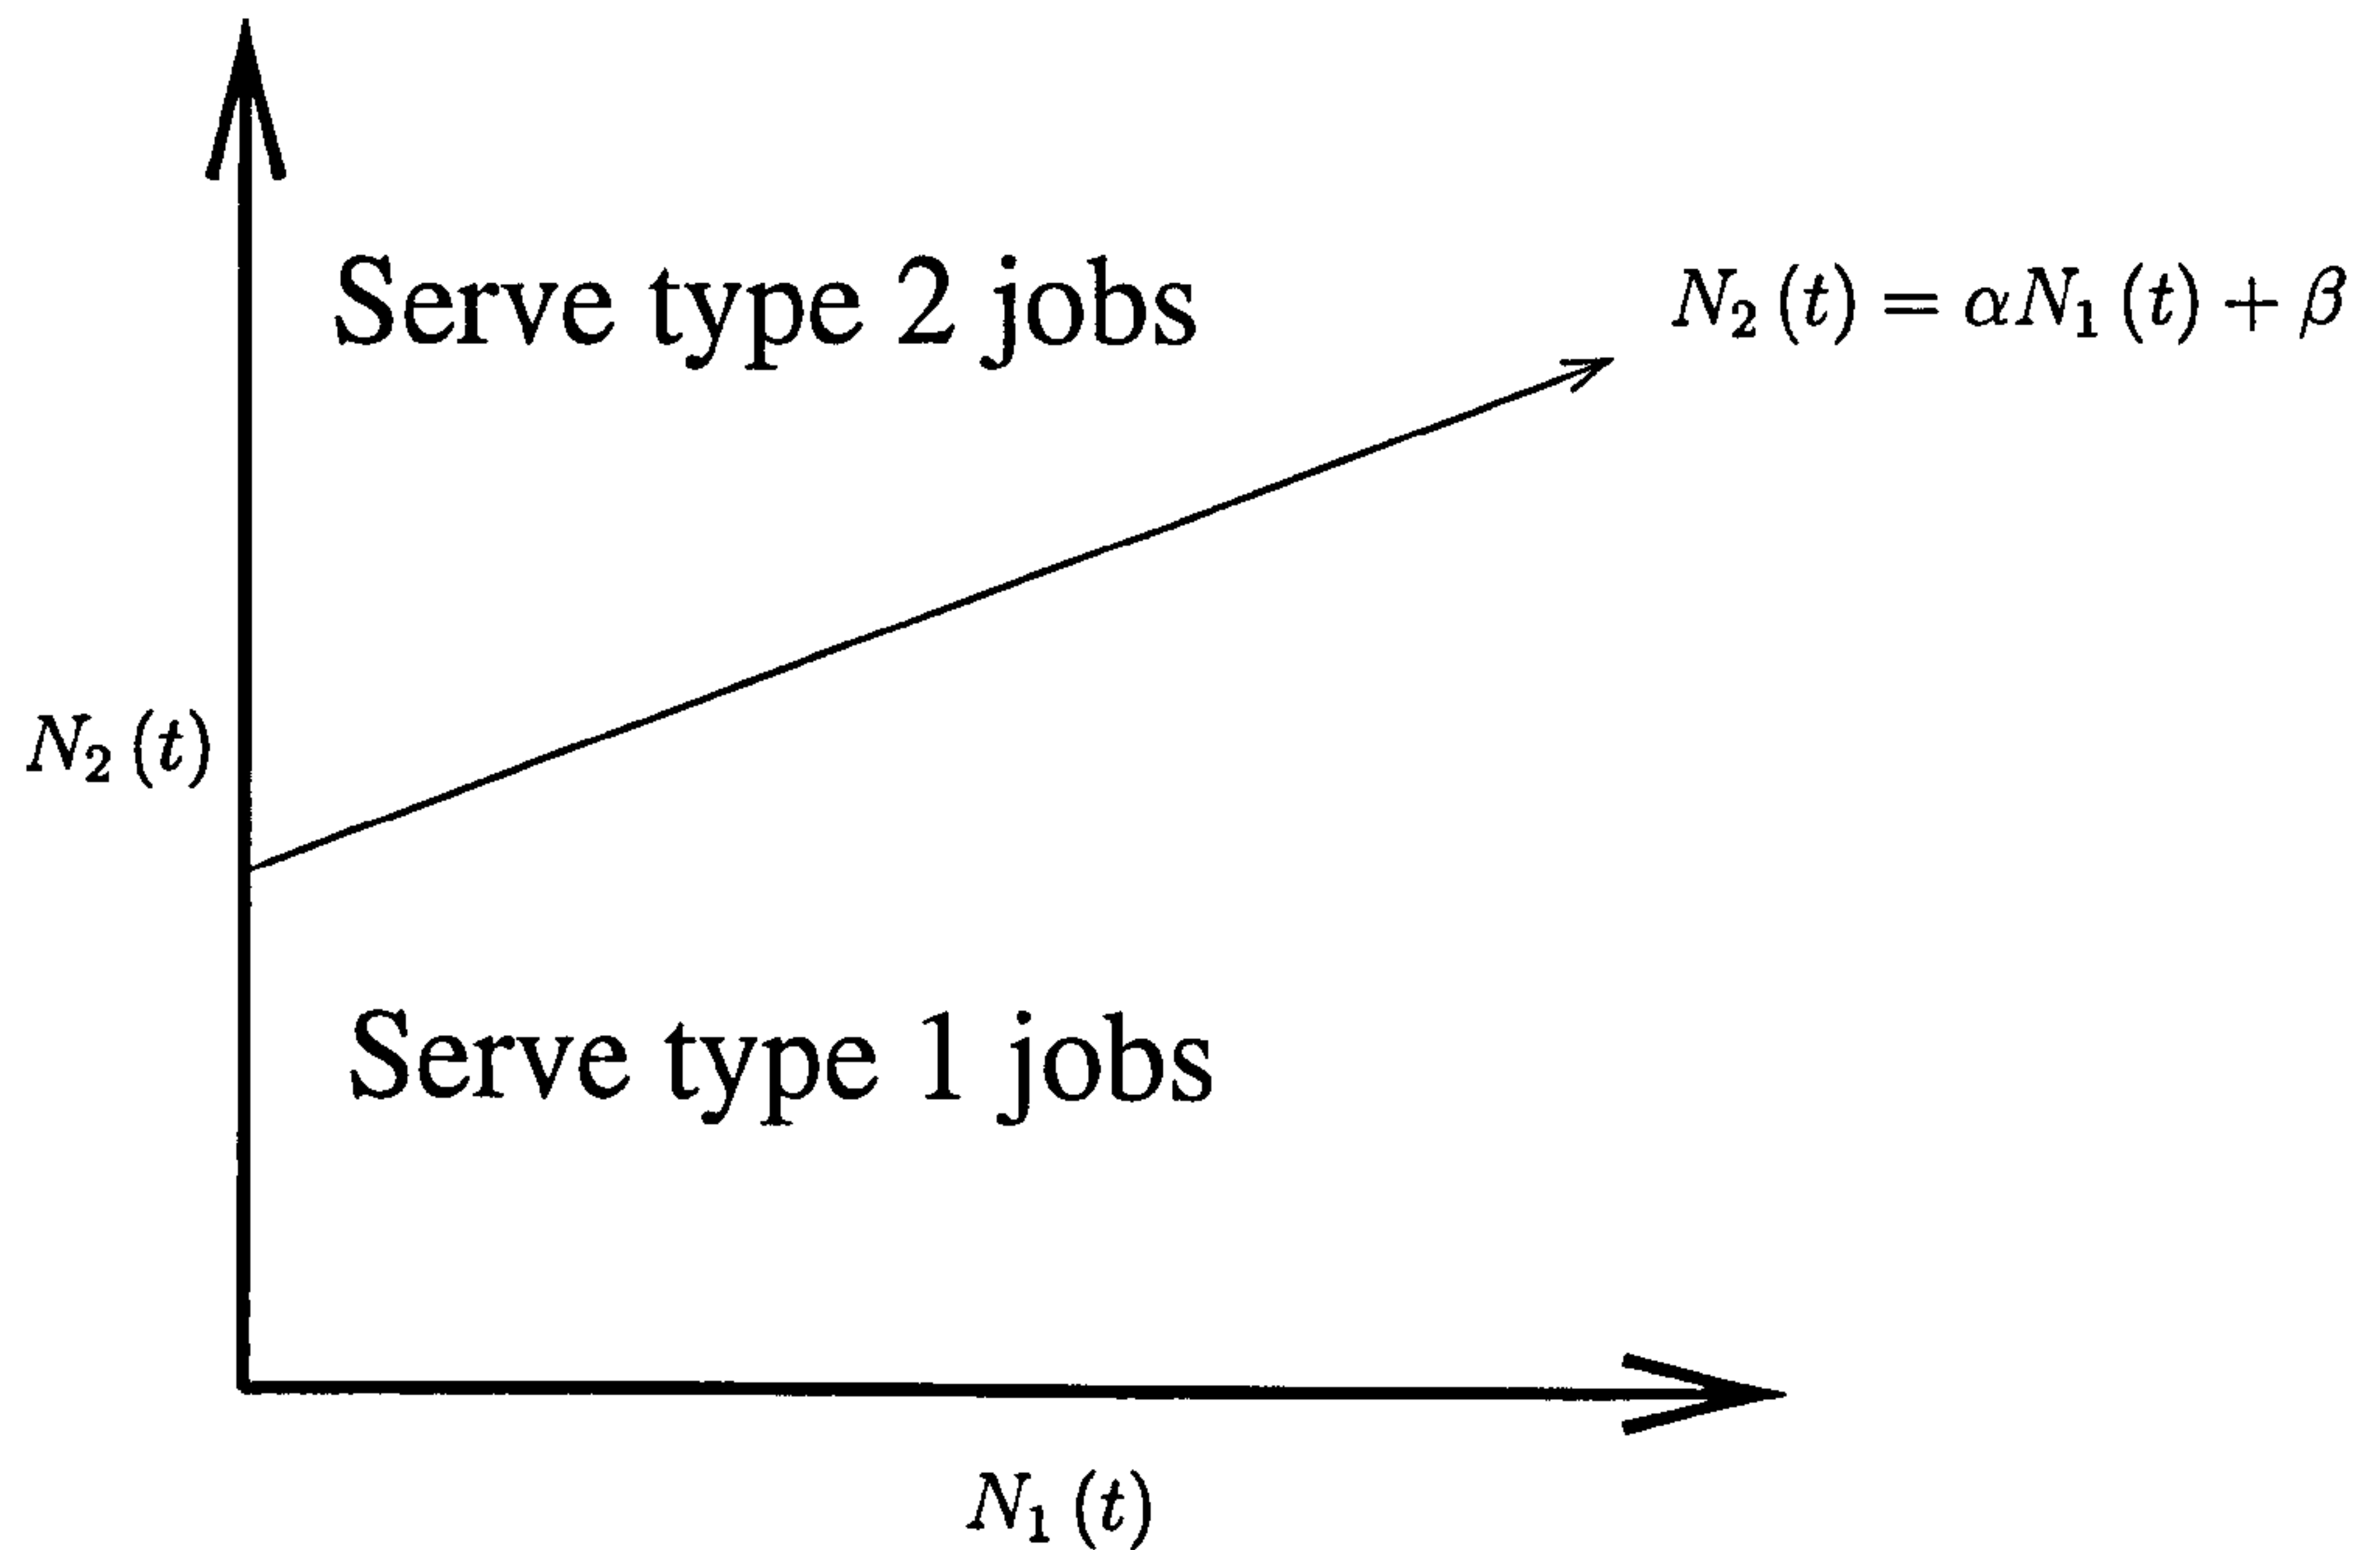 Serve type 2 jobs
N₂(t) = αN₁(t) + β
N₂(t)
Serve type 1 jobs
N₁(t)